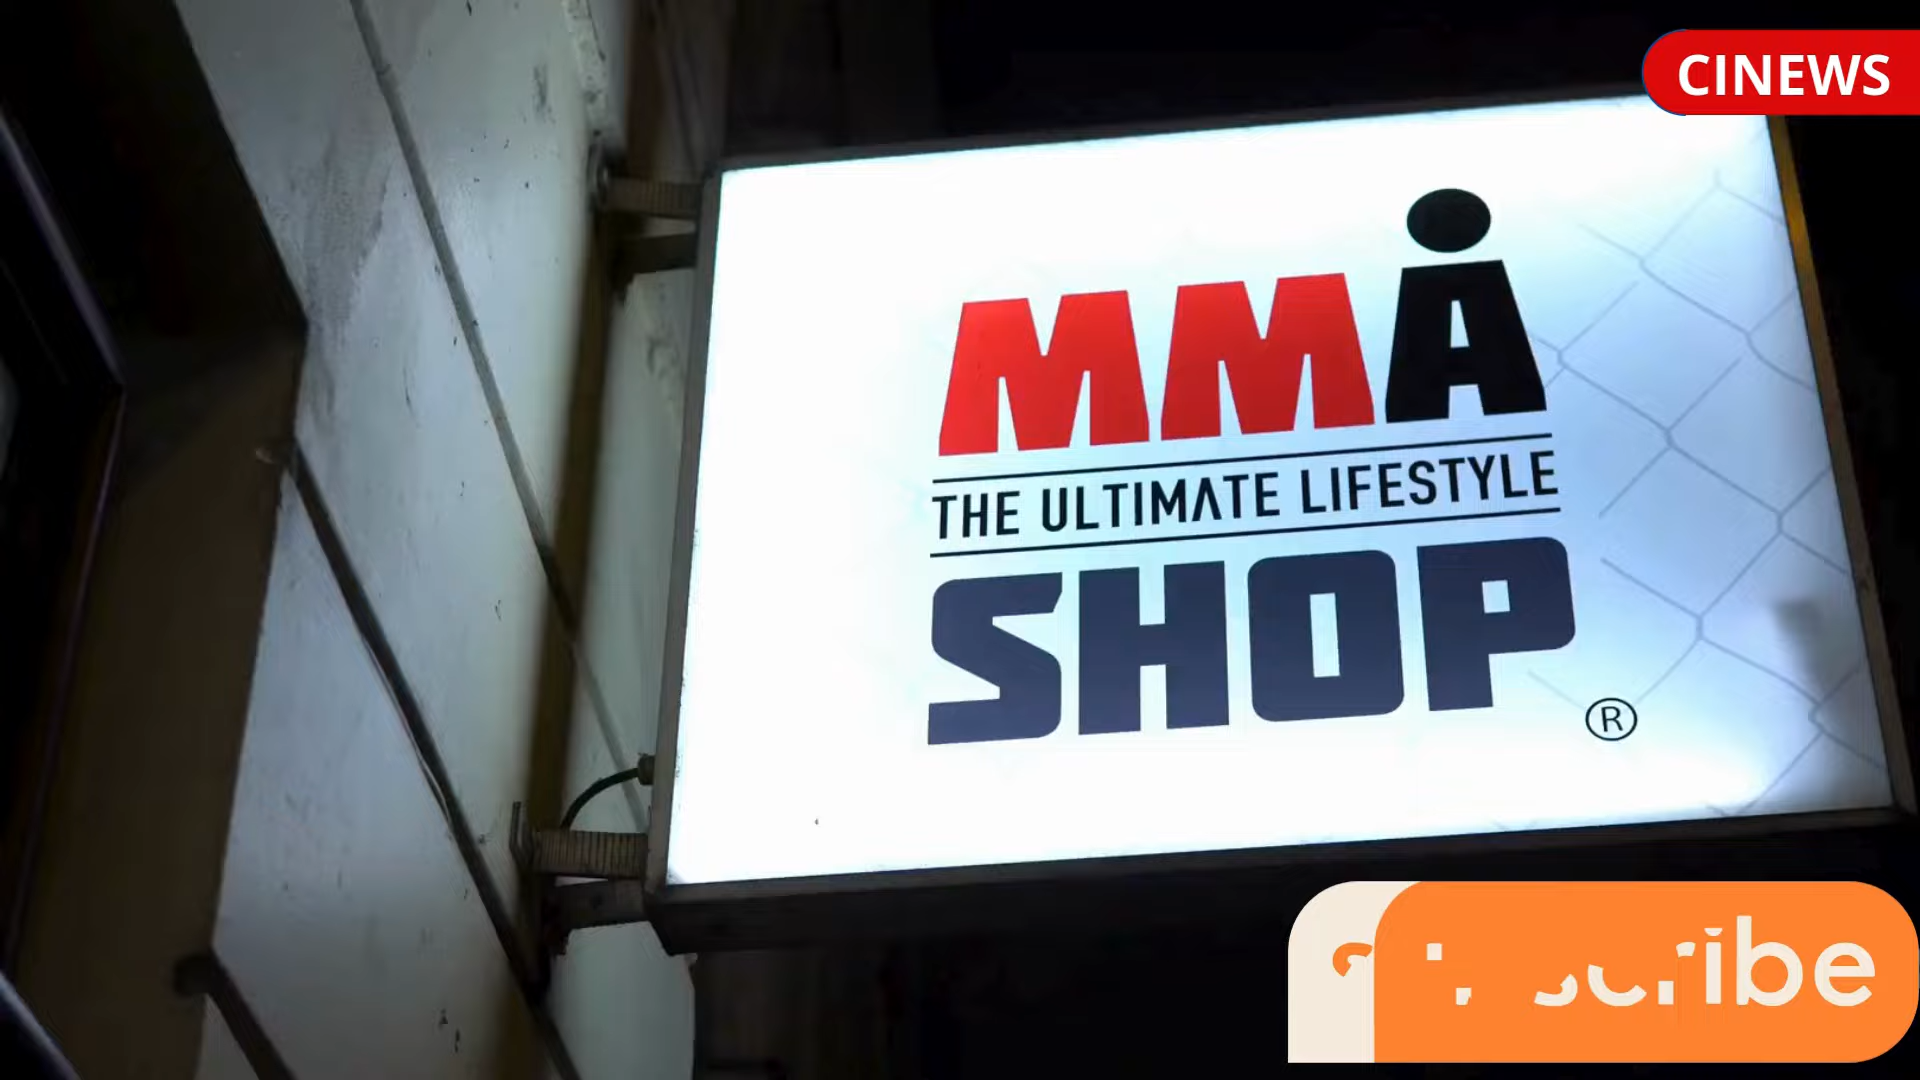 CINEWS
MMA
THE ULTIMATE LIFESTYLE
SHOP
®